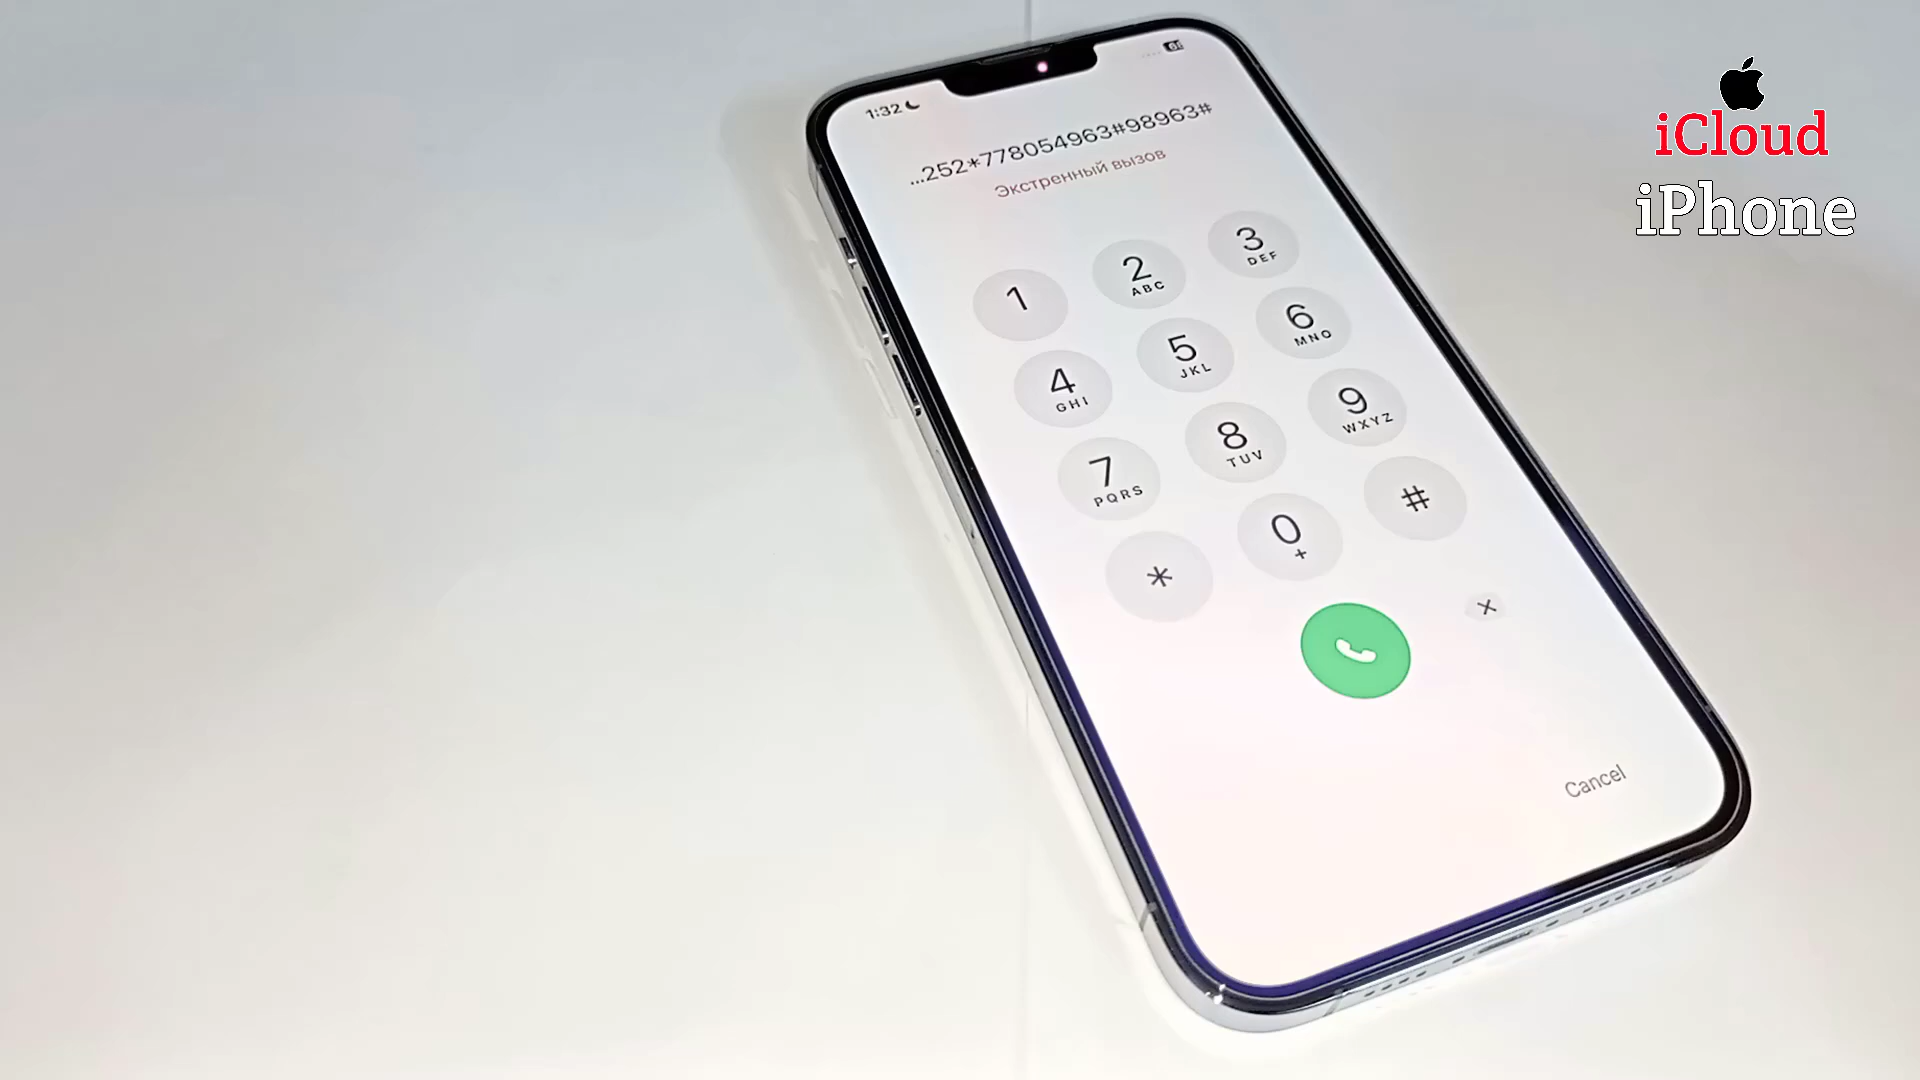 1:32
...252*778054963#98963#
Экстренный вызов
1
2
ABC
3
DEF
4
GHI
5
JKL
6
MNO
7
PQRS
8
TUV
9
WXYZ
*
0
+
#
Cancel
iCloud
iPhone